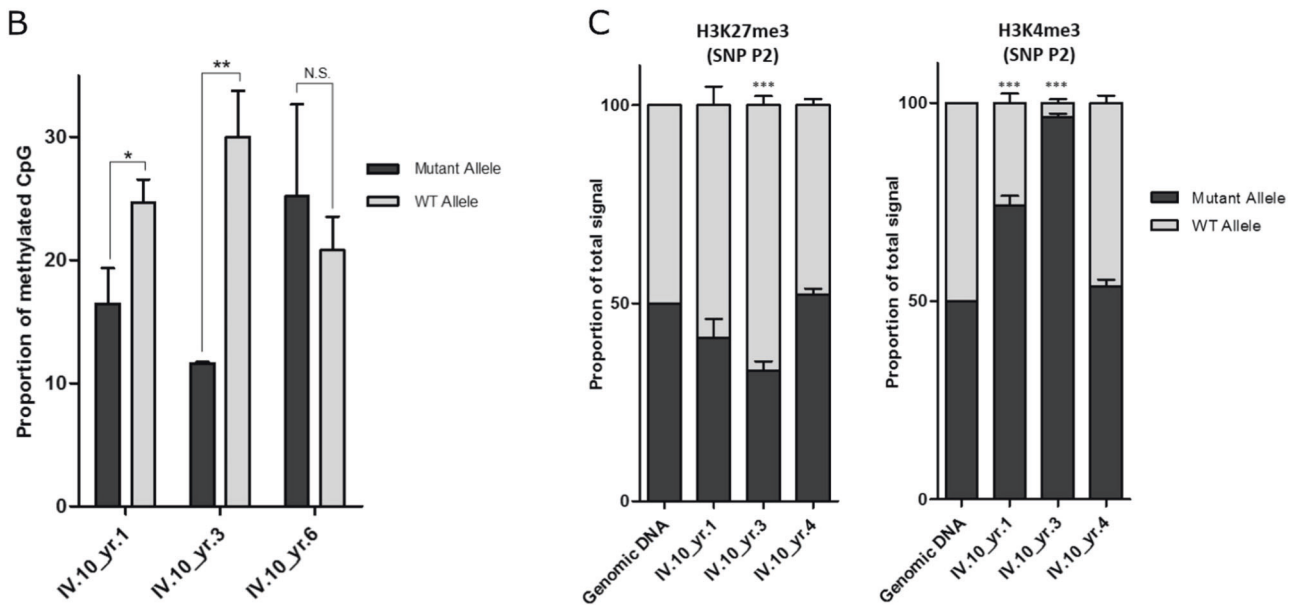 B
Proportion of methylated CpG
30
20
10
0
*
**
N.S.
Mutant Allele
WT Allele
IV.10_yr.1
IV.10_yr.3
IV.10_yr.6
C
H3K27me3
(SNP P2)
Proportion of total signal
100
50
0
***
Genomic DNA
IV.10_yr.1
IV.10_yr.3
IV.10_yr.4
H3K4me3
(SNP P2)
Proportion of total signal
100
50
0
***
***
Genomic DNA
IV.10_yr.1
IV.10_yr.3
IV.10_yr.4
Mutant Allele
WT Allele